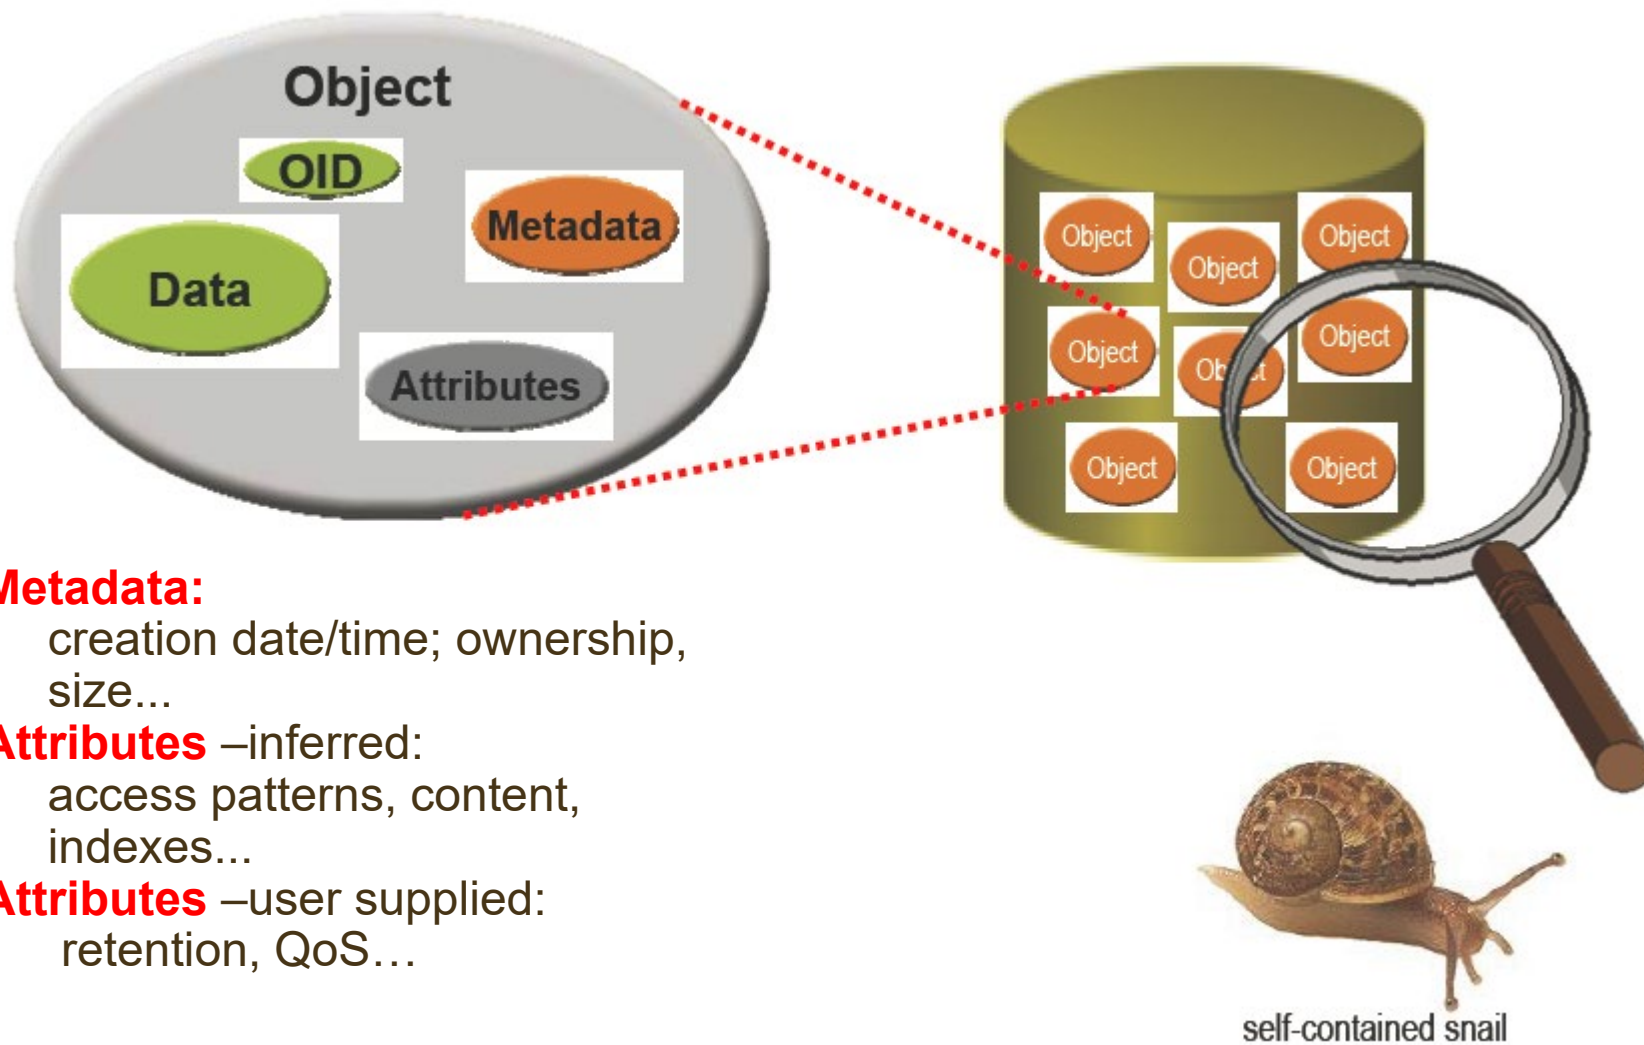 Object
OID
Metadata
Data
Attributes
Object
Object
Object
Object
Object
Object
Object
Object
Metadata:
creation date/time; ownership,
size...
Attributes –inferred:
access patterns, content,
indexes...
Attributes –user supplied:
retention, QoS…
self-contained snail